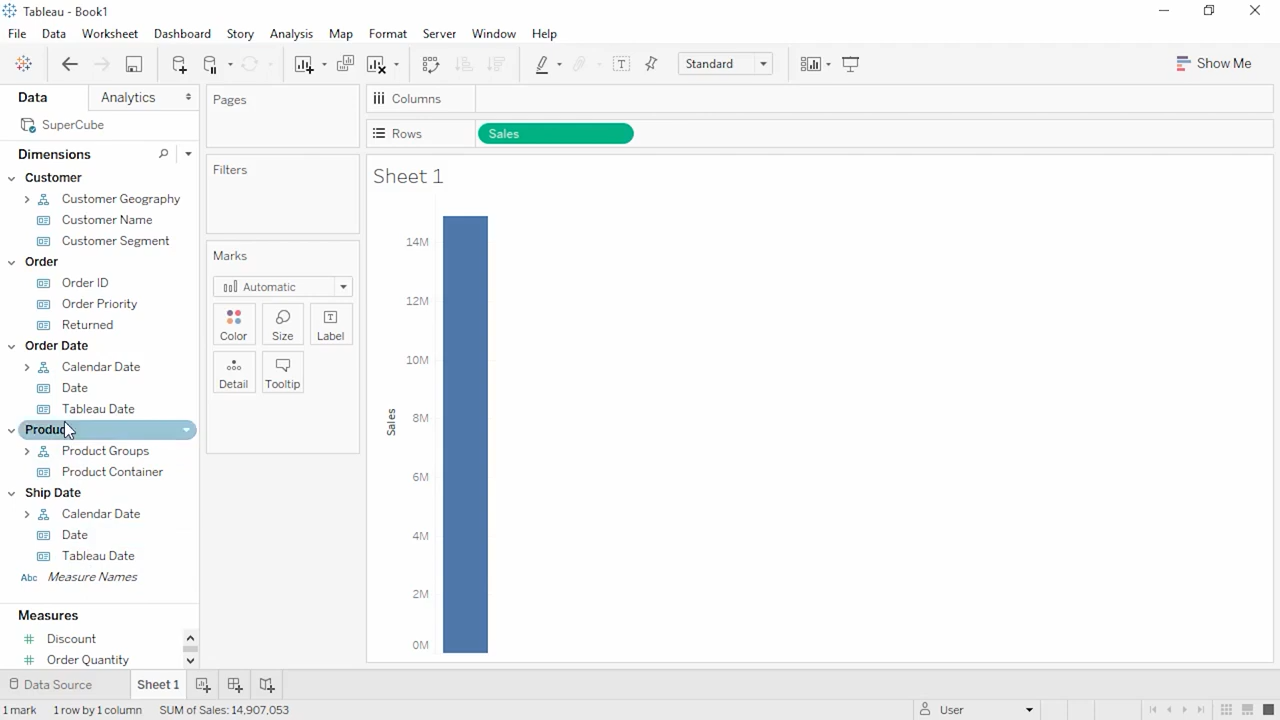 Tableau - Book1
File Data Worksheet Dashboard Story Analysis Map Format Server Window Help
Standard
Show Me
Data
Analytics
SuperCube
Dimensions
Customer
Customer Geography
Customer Name
Customer Segment
Order
Order ID
Order Priority
Returned
Order Date
Calendar Date
Date
Tableau Date
Product Groups
Product Container
Ship Date
Calendar Date
Date
Tableau Date
Abc Measure Names
Measures
# Discount
# Order Quantity
Pages
Filters
Marks
Automatic
Color
Size
Label
Detail
Tooltip
Columns
Rows
Sales
Sheet 1
14M
12M
10M
8M
6M
4M
2M
0M
Sales
Data Source
Sheet 1
1 mark 1 row by 1 column SUM of Sales: 14,907,053
User